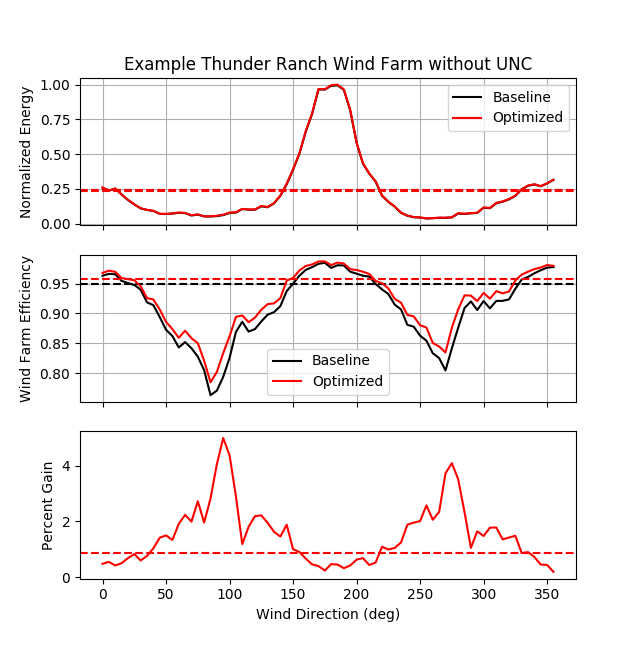 Example Thunder Ranch Wind Farm without UNC
Normalized Energy
1.00
0.75
0.50
0.25
0.00
Baseline
Optimized
Wind Farm Efficiency
0.95
0.90
0.85
0.80
Baseline
Optimized
Percent Gain
4
2
0
0 50 100 150 200 250 300 350
Wind Direction (deg)